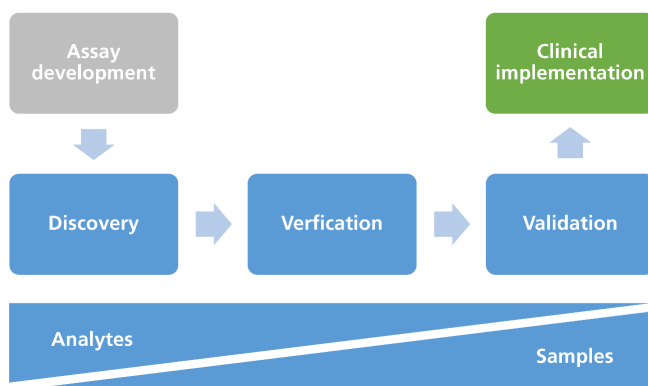 Assay
development
Clinical
implementation
Discovery
Verfication
Validation
Analytes
Samples